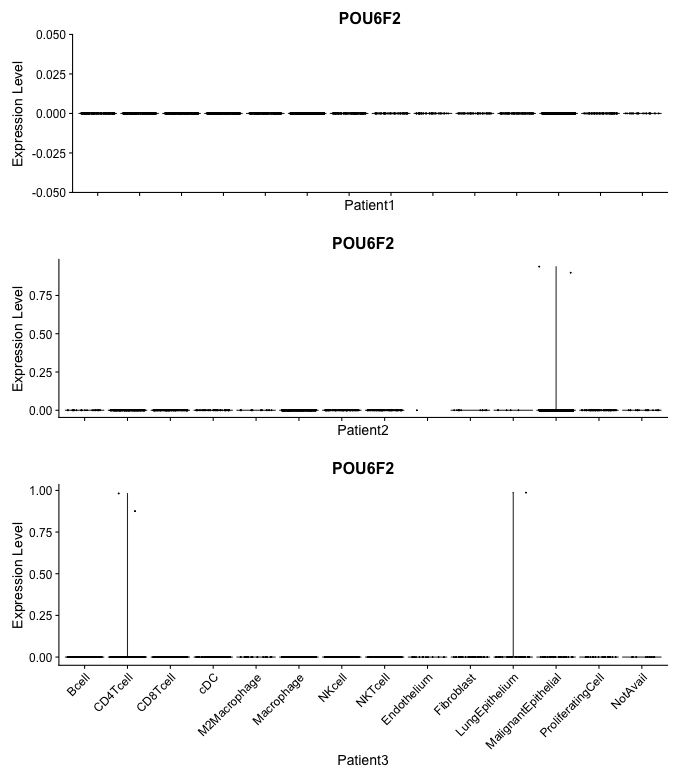 POU6F2
Expression Level
0.050
0.025
0.000
-0.025
-0.050
Patient1
POU6F2
Expression Level
0.75
0.50
0.25
0.00
Patient2
POU6F2
Expression Level
1.00
0.75
0.50
0.25
0.00
Bcell
CD4Tcell
CD8Tcell
cDC
M2Macrophage
Macrophage
NKcell
NKTcell
Endothelium
Fibroblast
LungEpithelium
MalignantEpithelial
ProliferatingCell
NotAvail
Patient3